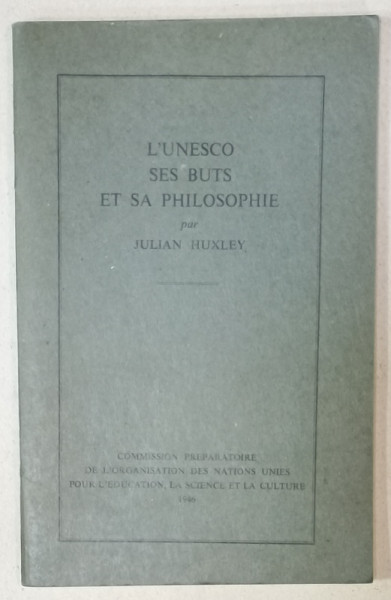 L'UNESCO
SES BUTS
ET SA PHILOSOPHIE
par
JULIAN HUXLEY
COMMISSION PRÉPARATOIRE
DE L'ORGANISATION DES NATIONS UNIES
POUR L'ÉDUCATION, LA SCIENCE ET LA CULTURE
1946